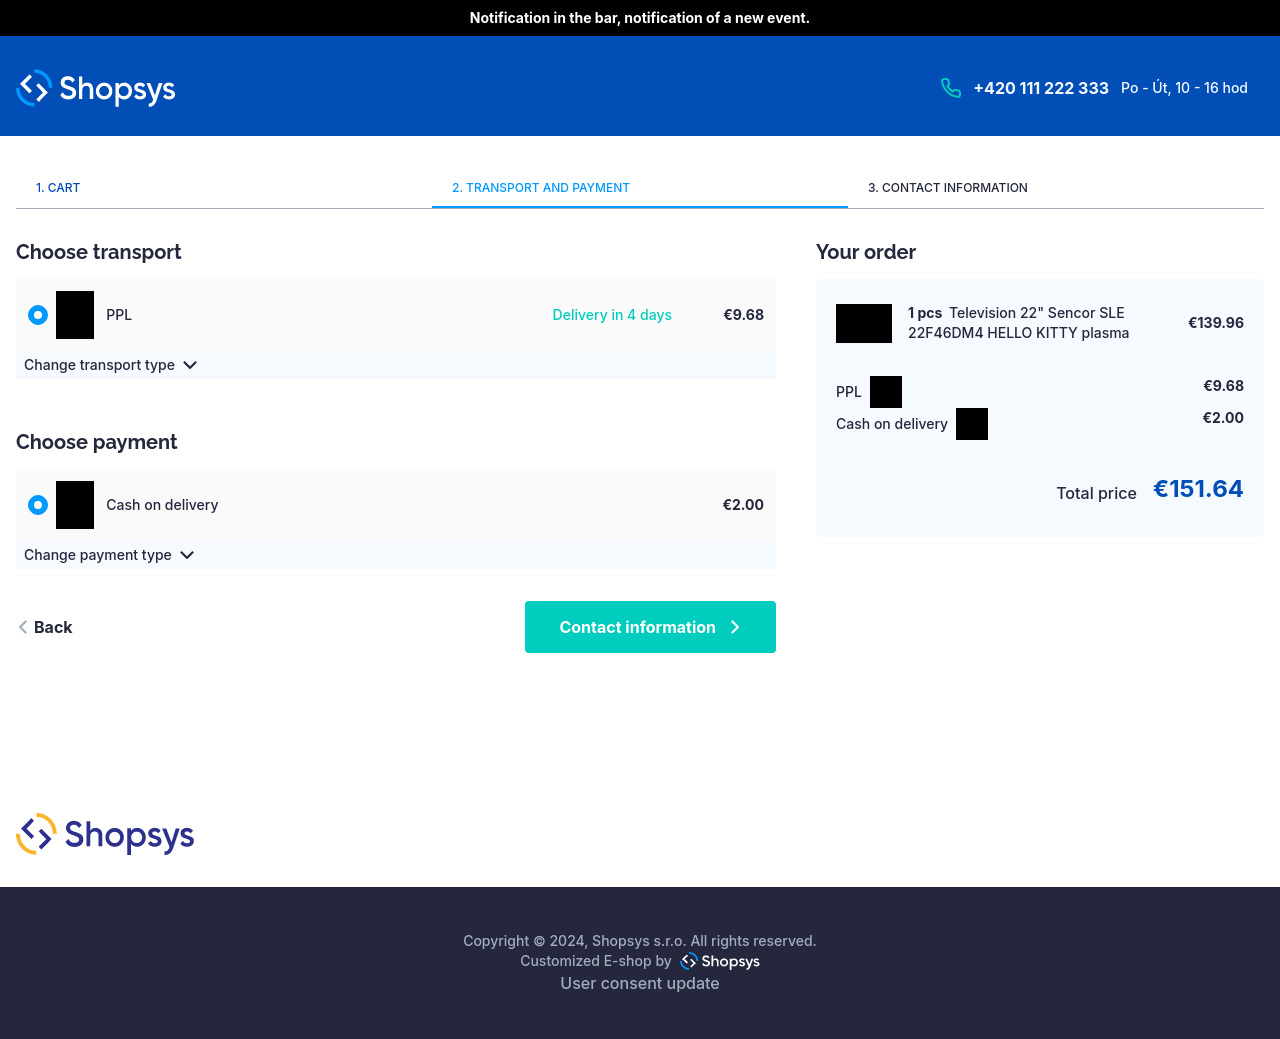 Notification in the bar, notification of a new event.
Shopsys
+420 111 222 333 Po - Út, 10 - 16 hod
1. CART
2. TRANSPORT AND PAYMENT
3. CONTACT INFORMATION
Choose transport
PPL Delivery in 4 days €9.68
Change transport type
Choose payment
Cash on delivery €2.00
Change payment type
Back
Contact information
Your order
1 pcs Television 22" Sencor SLE
22F46DM4 HELLO KITTY plasma
€139.96
PPL €9.68
Cash on delivery €2.00
Total price €151.64
Shopsys
Copyright © 2024, Shopsys s.r.o. All rights reserved.
Customized E-shop by Shopsys
User consent update